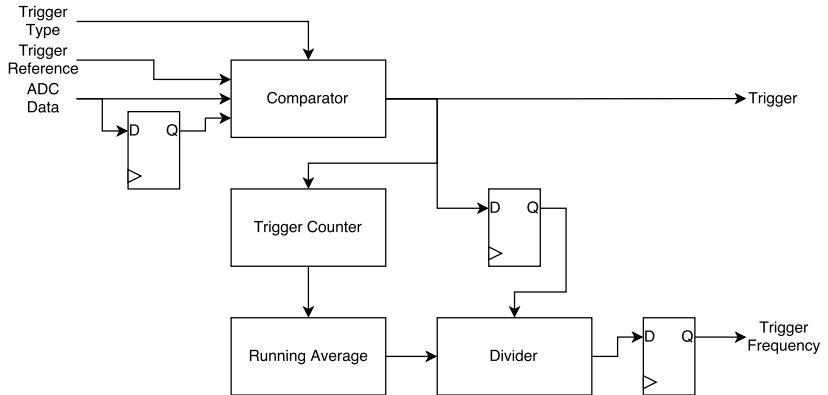 Trigger
Type
Trigger
Reference
ADC
Data
Comparator
Trigger
D Q
Trigger Counter
D Q
Running Average
Divider
D Q
Trigger
Frequency